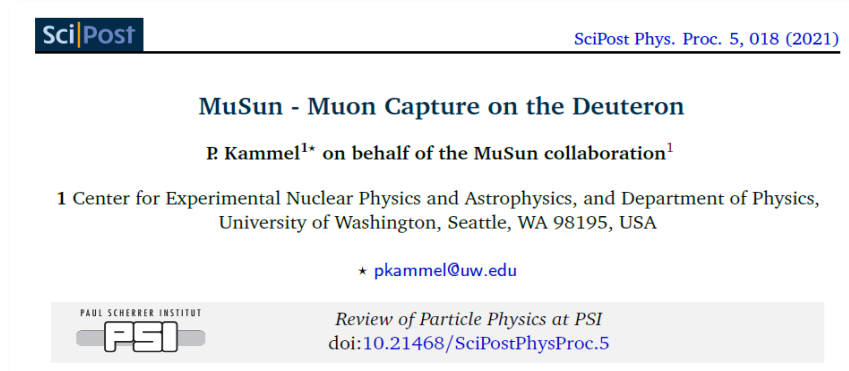 Sci|Post
SciPost Phys. Proc. 5, 018 (2021)
MuSun - Muon Capture on the Deuteron
P. Kammel1⋆ on behalf of the MuSun collaboration1
1 Center for Experimental Nuclear Physics and Astrophysics, and Department of Physics,
University of Washington, Seattle, WA 98195, USA
⋆ pkammel@uw.edu
PAUL SCHERRER INSTITUT
PSI
Review of Particle Physics at PSI
doi:10.21468/SciPostPhysProc.5